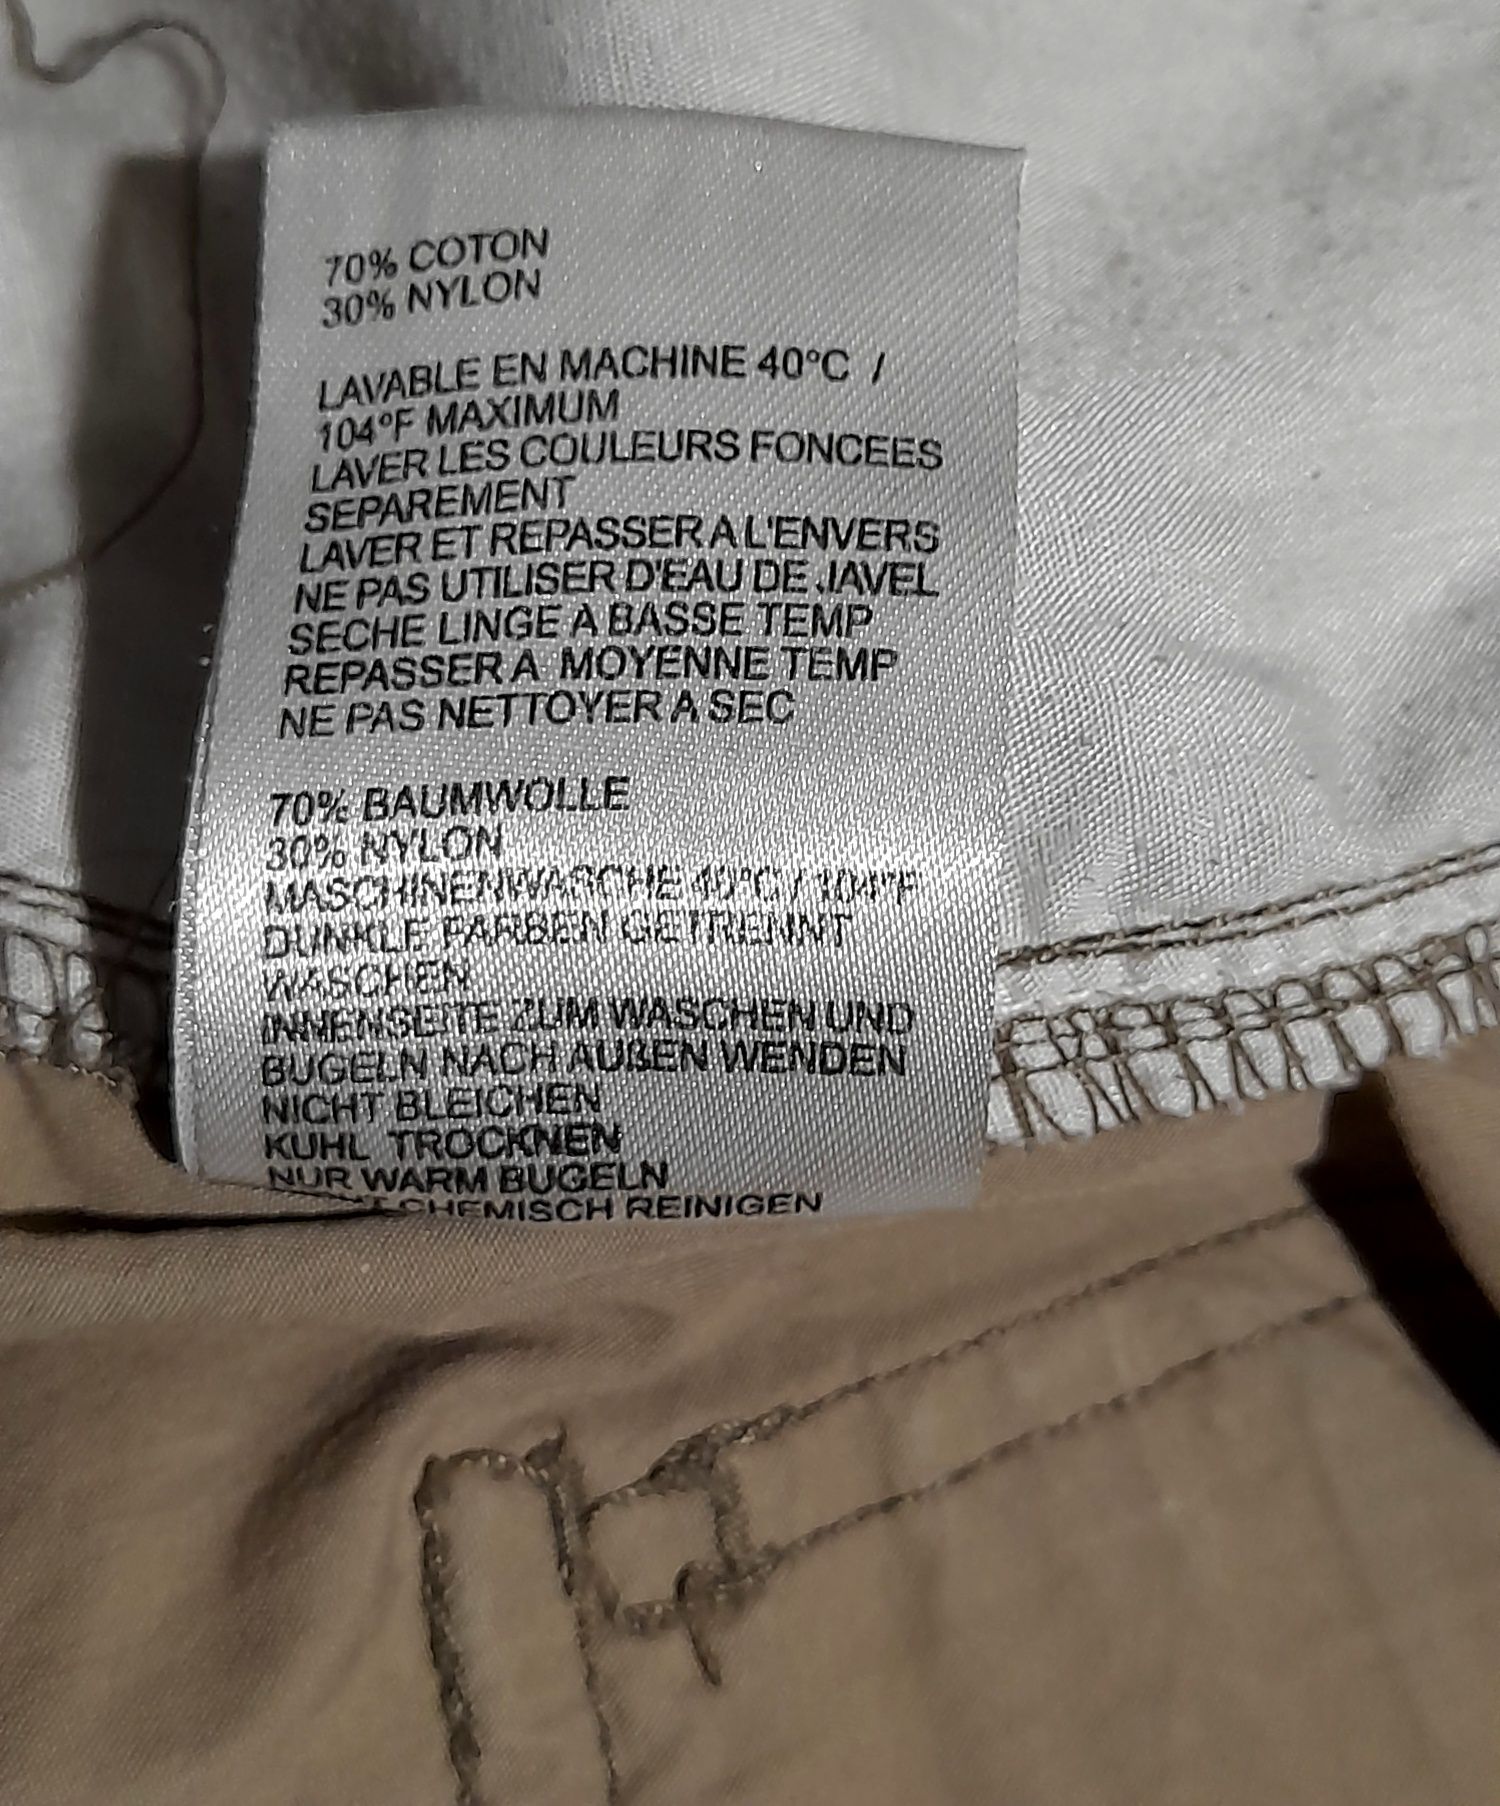 70% COTON
30% NYLON
LAVABLE EN MACHINE 40°C /
104°F MAXIMUM
LAVER LES COULEURS FONCEES
SEPAREMENT
LAVER ET REPASSER A L'ENVERS
NE PAS UTILISER D'EAU DE JAVEL
SECHE LINGE A BASSE TEMP
REPASSER A MOYENNE TEMP
NE PAS NETTOYER A SEC
70% BAUMWOLLE
30% NYLON
MASCHINENWASCHE 40°C / 104°F
DUNKLE FARBEN GETRENNT
WASCHEN
INNENSEITE ZUM WASCHEN UND
BUGELN NACH AUßEN WENDEN
NICHT BLEICHEN
KUHL TROCKNEN
NUR WARM BUGELN
CHEMISCH REINIGEN